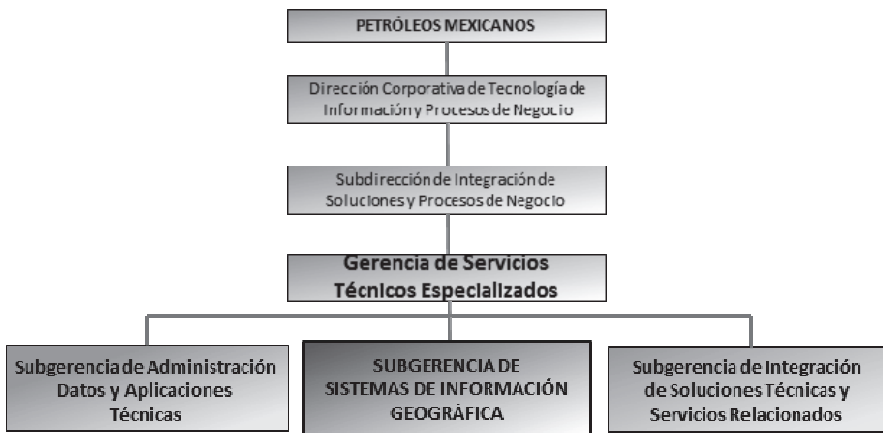 PETRÓLEOS MEXICANOS
Dirección Corporativa de Tecnología de
Información y Procesos de Negocio
Subdirección de Integración de
Soluciones y Procesos de Negocio
Gerencia de Servicios
Técnicos Especializados
Subgerencia de Administración
Datos y Aplicaciones
Técnicas
SUBGERENCIA DE
SISTEMAS DE INFORMACIÓN
GEOGRÁFICA
Subgerencia de Integración
de Soluciones Técnicas y
Servicios Relacionados